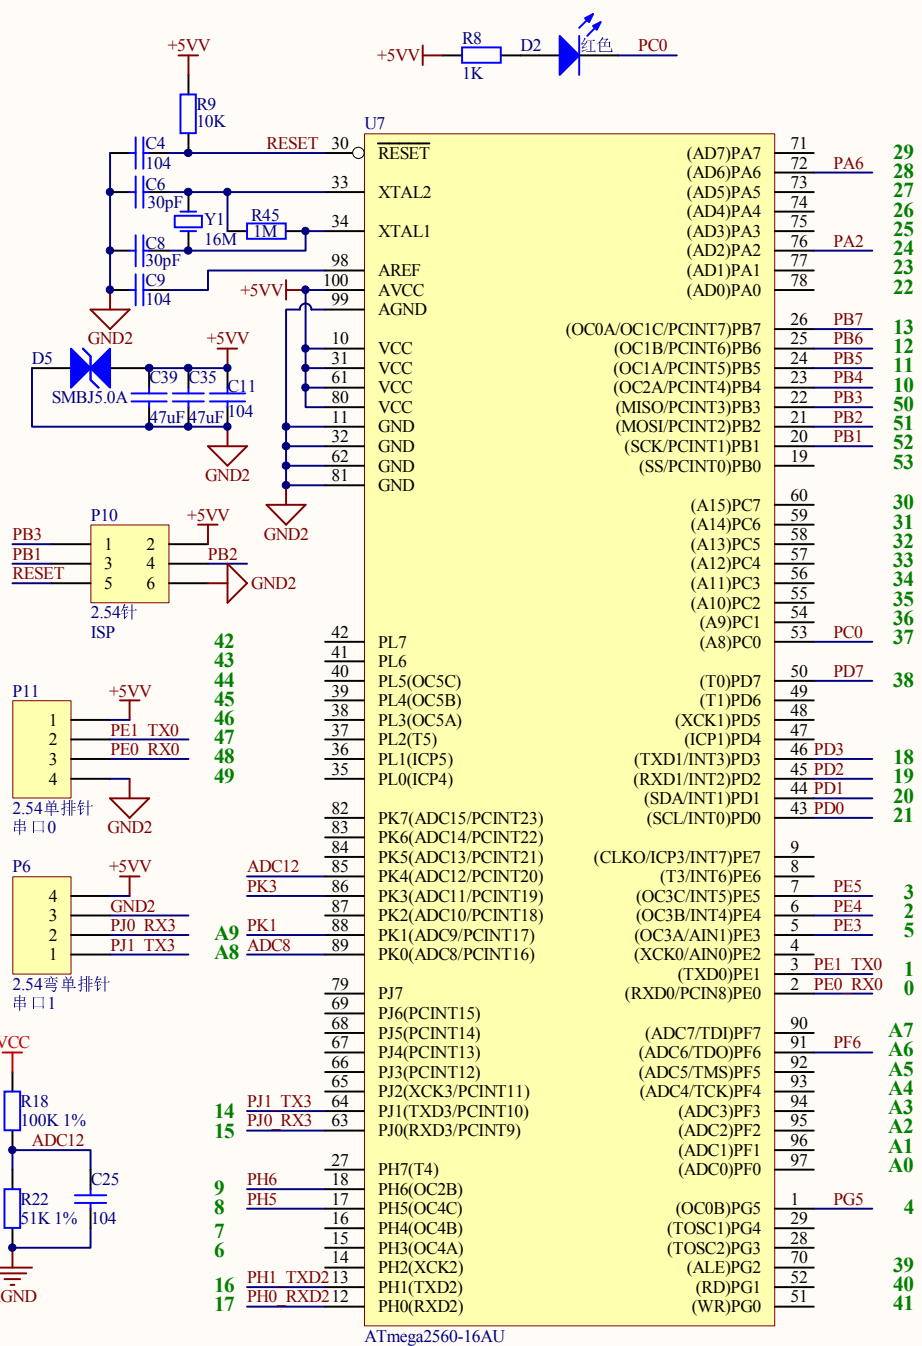 +5VV
R8
1K
D2
红色
PC0
+5VV
R9
10K
C4
104
C6
30pF
Y1
16M
R45
1M
C8
30pF
C9
104
GND2
+5VV
RESET
U7
30 RESET
33 XTAL2
34 XTAL1
98 AREF
100 AVCC
99 AGND
10 VCC
31 VCC
61 VCC
80 VCC
11 GND
32 GND
62 GND
81 GND
GND2
D5
SMBJ5.0A
+5VV
C39
47uF
C35
47uF
C11
104
GND2
P10
PB3 1 2 +5VV
PB1 3 4 PB2
RESET 5 6 GND2
2.54针
ISP
P11
1 +5VV
2 PE1_TX0
3 PE0_RX0
4 GND2
2.54单排针
串口0
P6
4 +5VV
3 GND2
2 PJ0_RX3
1 PJ1_TX3
2.54弯单排针
串口1
VCC
R18
100K 1%
ADC12
R22
51K 1%
C25
104
GND
42 42 PL7
43 41 PL6
44 40 PL5(OC5C)
45 39 PL4(OC5B)
46 38 PL3(OC5A)
47 37 PL2(T5)
48 36 PL1(ICP5)
49 35 PL0(ICP4)
82 PK7(ADC15/PCINT23)
83 PK6(ADC14/PCINT22)
84 PK5(ADC13/PCINT21)
ADC12 85 PK4(ADC12/PCINT20)
PK3 86 PK3(ADC11/PCINT19)
87 PK2(ADC10/PCINT18)
A9 PK1 88 PK1(ADC9/PCINT17)
A8 ADC8 89 PK0(ADC8/PCINT16)
79 PJ7
69 PJ6(PCINT15)
68 PJ5(PCINT14)
67 PJ4(PCINT13)
66 PJ3(PCINT12)
65 PJ2(XCK3/PCINT11)
14 PJ1_TX3 64 PJ1(TXD3/PCINT10)
15 PJ0_RX3 63 PJ0(RXD3/PCINT9)
27 PH7(T4)
9 PH6 18 PH6(OC2B)
8 PH5 17 PH5(OC4C)
7 16 PH4(OC4B)
6 15 PH3(OC4A)
14 PH2(XCK2)
16 PH1_TXD2 13 PH1(TXD2)
17 PH0_RXD2 12 PH0(RXD2)
(AD7)PA7 71 29
(AD6)PA6 72 PA6 28
(AD5)PA5 73 27
(AD4)PA4 74 26
(AD3)PA3 75 25
(AD2)PA2 76 PA2 24
(AD1)PA1 77 23
(AD0)PA0 78 22
(OC0A/OC1C/PCINT7)PB7 26 PB7 13
(OC1B/PCINT6)PB6 25 PB6 12
(OC1A/PCINT5)PB5 24 PB5 11
(OC2A/PCINT4)PB4 23 PB4 10
(MISO/PCINT3)PB3 22 PB3 50
(MOSI/PCINT2)PB2 21 PB2 51
(SCK/PCINT1)PB1 20 PB1 52
(SS/PCINT0)PB0 19 53
(A15)PC7 60 30
(A14)PC6 59 31
(A13)PC5 58 32
(A12)PC4 57 33
(A11)PC3 56 34
(A10)PC2 55 35
(A9)PC1 54 36
(A8)PC0 53 PC0 37
(T0)PD7 50 PD7 38
(T1)PD6 49
(XCK1)PD5 48
(ICP1)PD4 47
(TXD1/INT3)PD3 46 PD3 18
(RXD1/INT2)PD2 45 PD2 19
(SDA/INT1)PD1 44 PD1 20
(SCL/INT0)PD0 43 PD0 21
(CLKO/ICP3/INT7)PE7 9
(T3/INT6)PE6 8
(OC3C/INT5)PE5 7 PE5 3
(OC3B/INT4)PE4 6 PE4 2
(OC3A/AIN1)PE3 5 PE3 5
(XCK0/AIN0)PE2 4
(TXD0)PE1 3 PE1_TX0 1
(RXD0/PCIN8)PE0 2 PE0_RX0 0
(ADC7/TDI)PF7 90 A7
(ADC6/TDO)PF6 91 PF6 A6
(ADC5/TMS)PF5 92 A5
(ADC4/TCK)PF4 93 A4
(ADC3)PF3 94 A3
(ADC2)PF2 95 A2
(ADC1)PF1 96 A1
(ADC0)PF0 97 A0
(OC0B)PG5 1 PG5 4
(TOSC1)PG4 29
(TOSC2)PG3 28
(ALE)PG2 70 39
(RD)PG1 52 40
(WR)PG0 51 41
ATmega2560-16AU